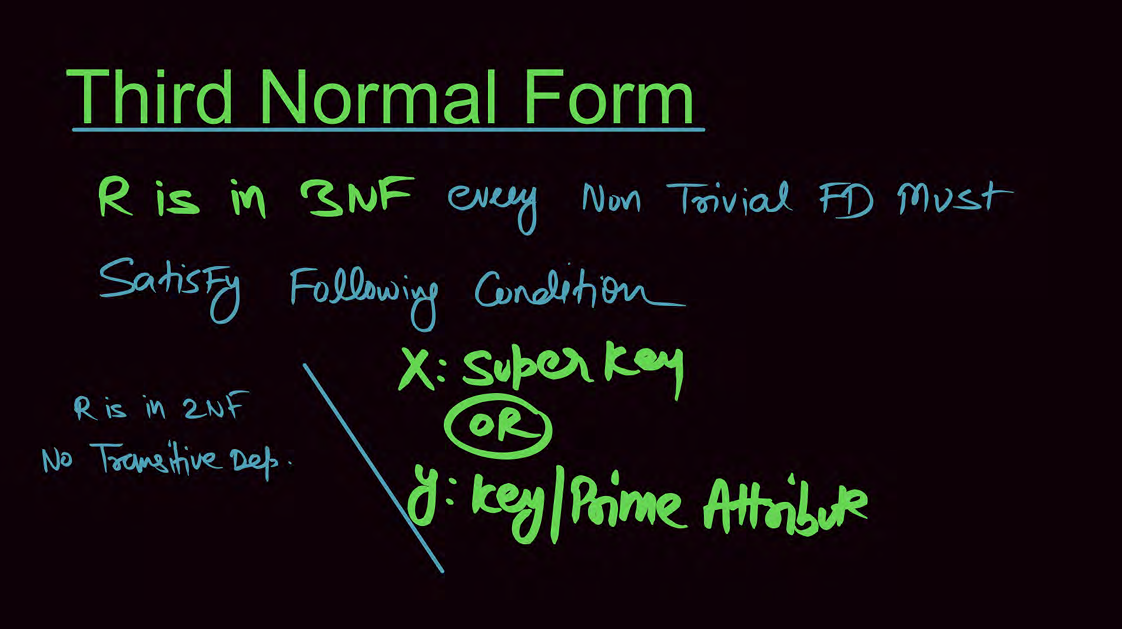 Third Normal Form
R is in 3NF every Non Trivial FD Must
Satisfy Following Condition
X: Super Key
OR
y: Key/Prime Attribute
R is in 2NF
No Transitive Dep.